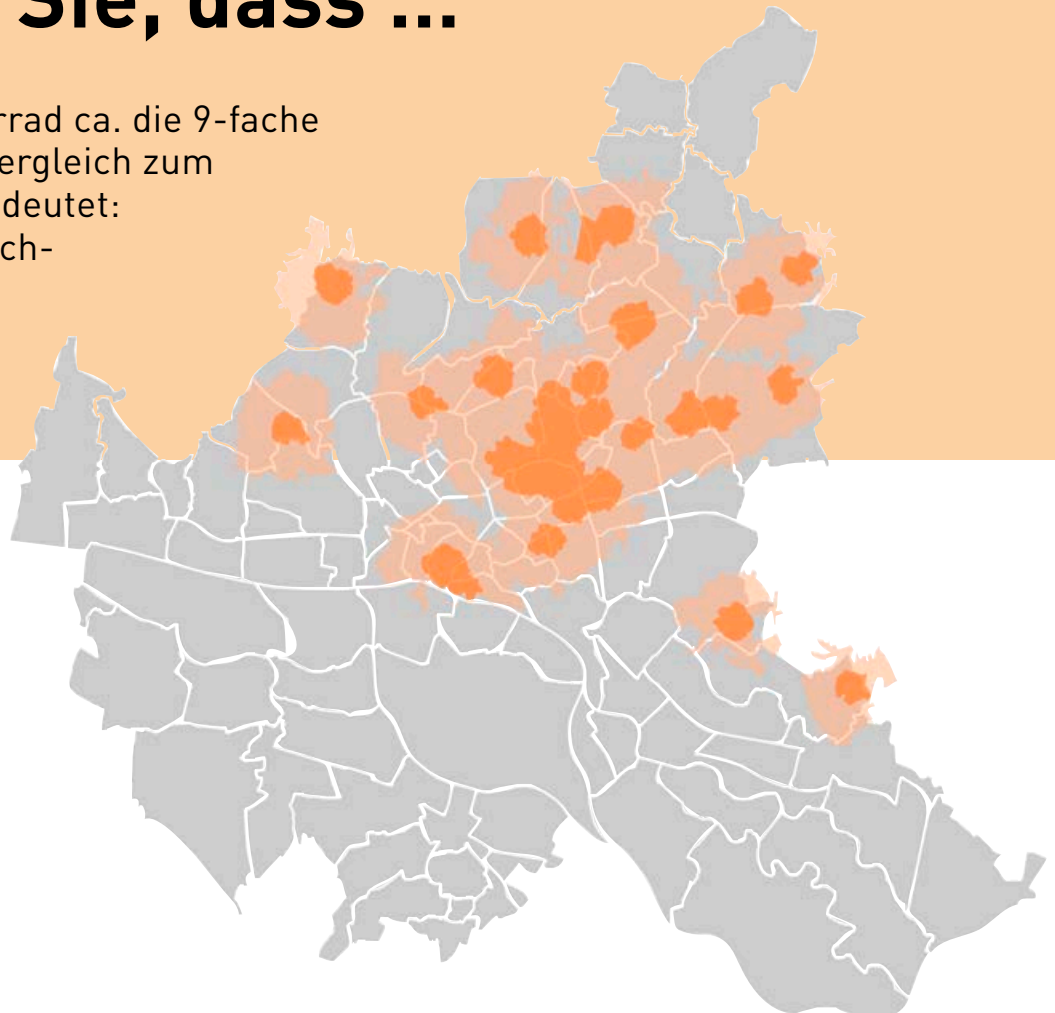 Sie, dass ...
rrad ca. die 9-fache
ergleich zum
deutet:
ch-